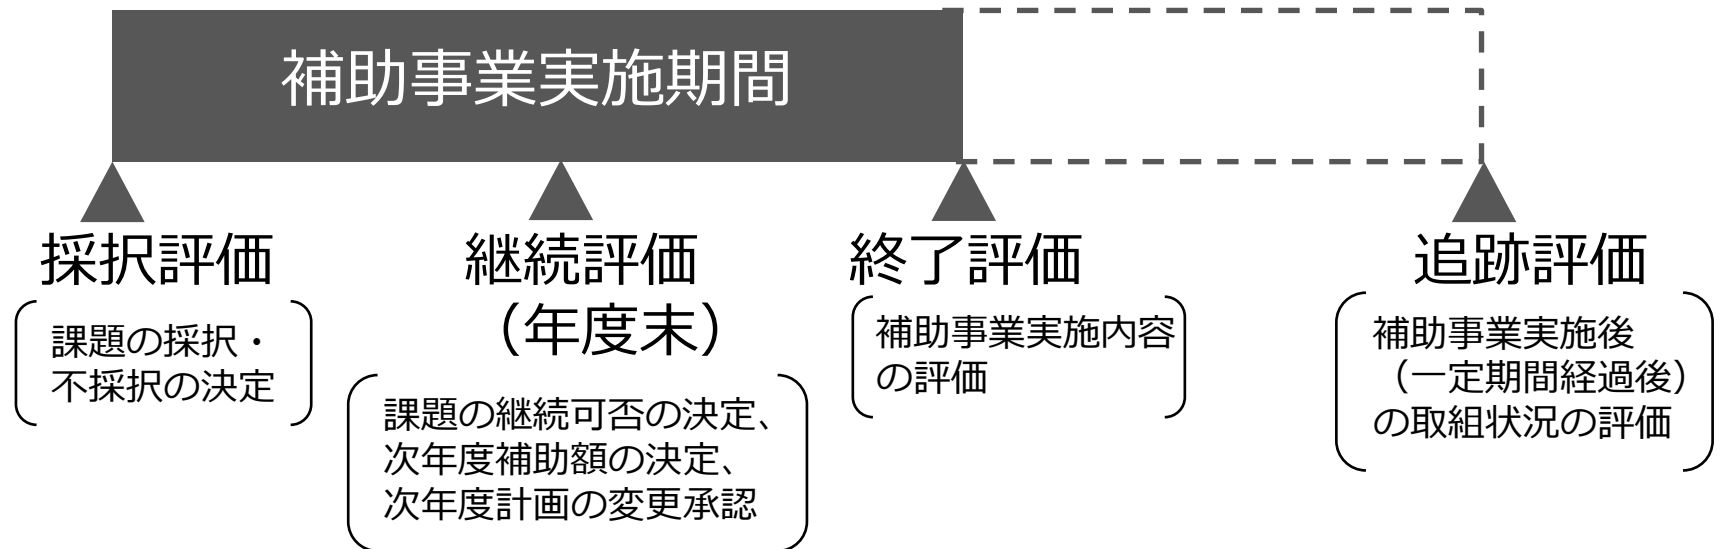 補助事業実施期間
採択評価
課題の採択・
不採択の決定
継続評価
（年度末）
課題の継続可否の決定、
次年度補助額の決定、
次年度計画の変更承認
終了評価
補助事業実施内容
の評価
追跡評価
補助事業実施後
（一定期間経過後）
の取組状況の評価